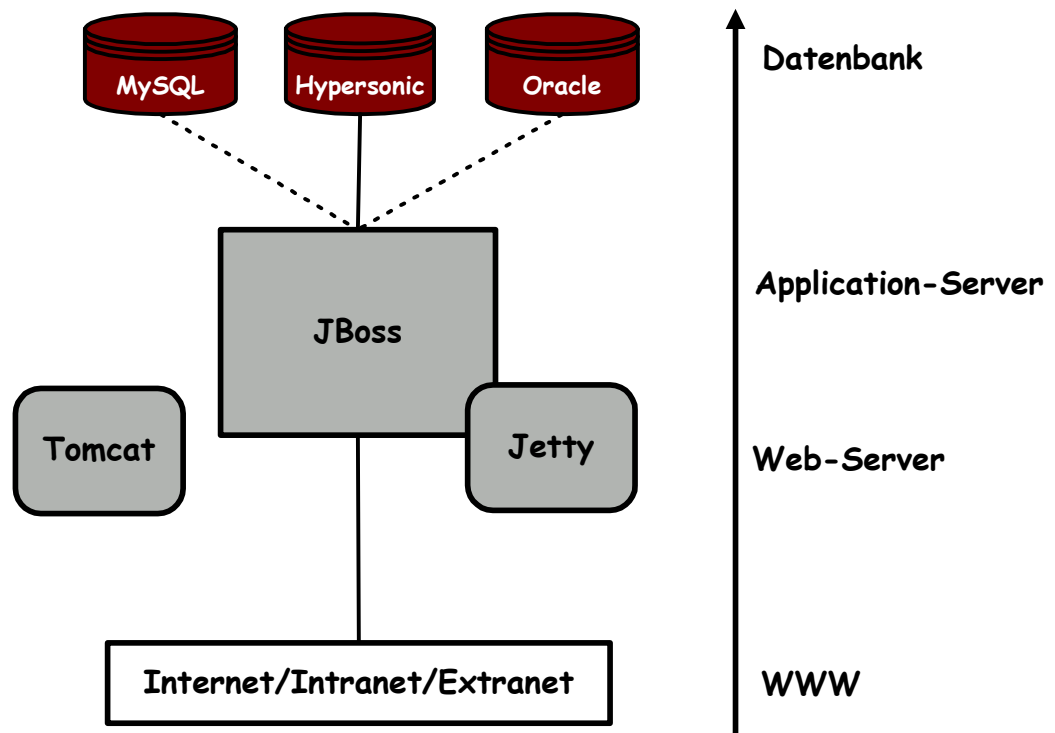 MySQL
Hypersonic
Oracle
Datenbank
Application-Server
JBoss
Tomcat
Jetty
Web-Server
Internet/Intranet/Extranet
WWW